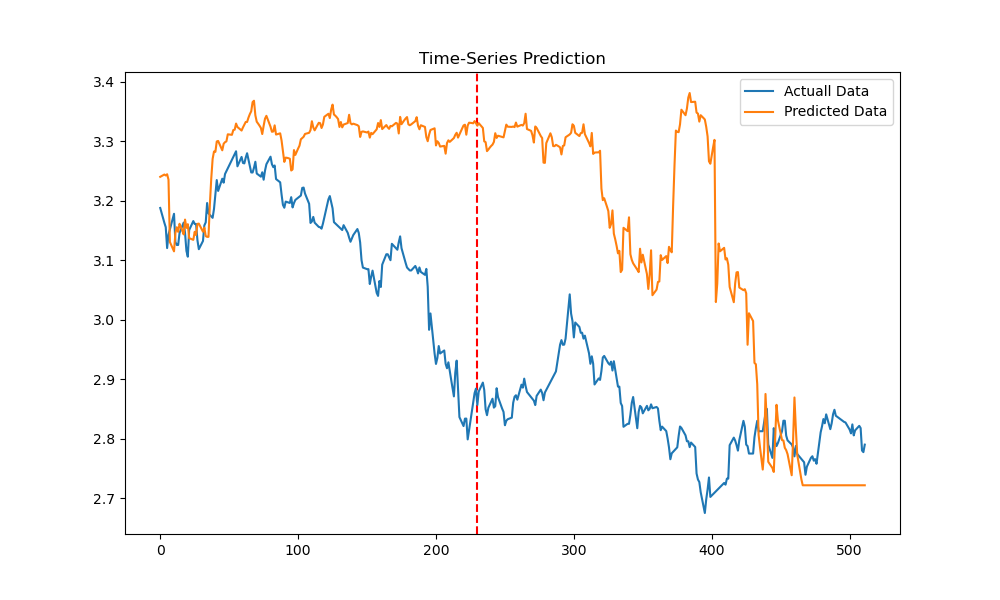 Time-Series Prediction
Actuall Data
Predicted Data
3.4
3.3
3.2
3.1
3.0
2.9
2.8
2.7
0 100 200 300 400 500